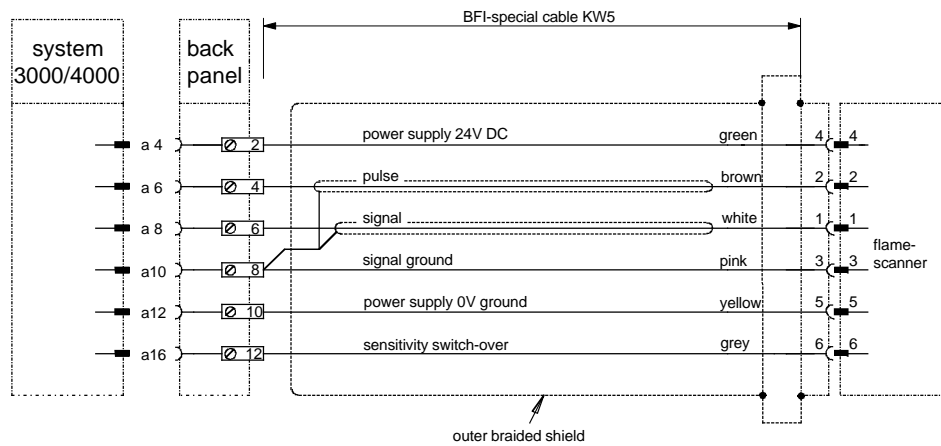 BFI-special cable KW5
system
3000/4000
back
panel
a 4 2 power supply 24V DC green 4 4
a 6 4 pulse brown 2 2
a 8 6 signal white 1 1
flame-
scanner
a10 8 signal ground pink 3 3
a12 10 power supply 0V ground yellow 5 5
a16 12 sensitivity switch-over grey 6 6
outer braided shield